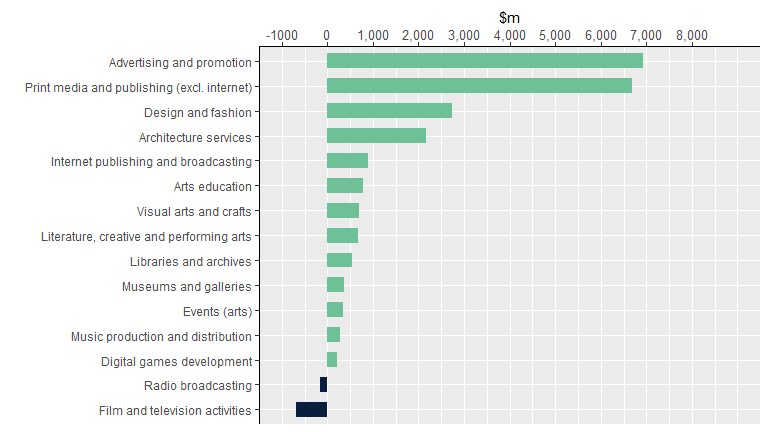 $m
-1000 0 1,000 2,000 3,000 4,000 5,000 6,000 7,000 8,000
Advertising and promotion
Print media and publishing (excl. internet)
Design and fashion
Architecture services
Internet publishing and broadcasting
Arts education
Visual arts and crafts
Literature, creative and performing arts
Libraries and archives
Museums and galleries
Events (arts)
Music production and distribution
Digital games development
Radio broadcasting
Film and television activities